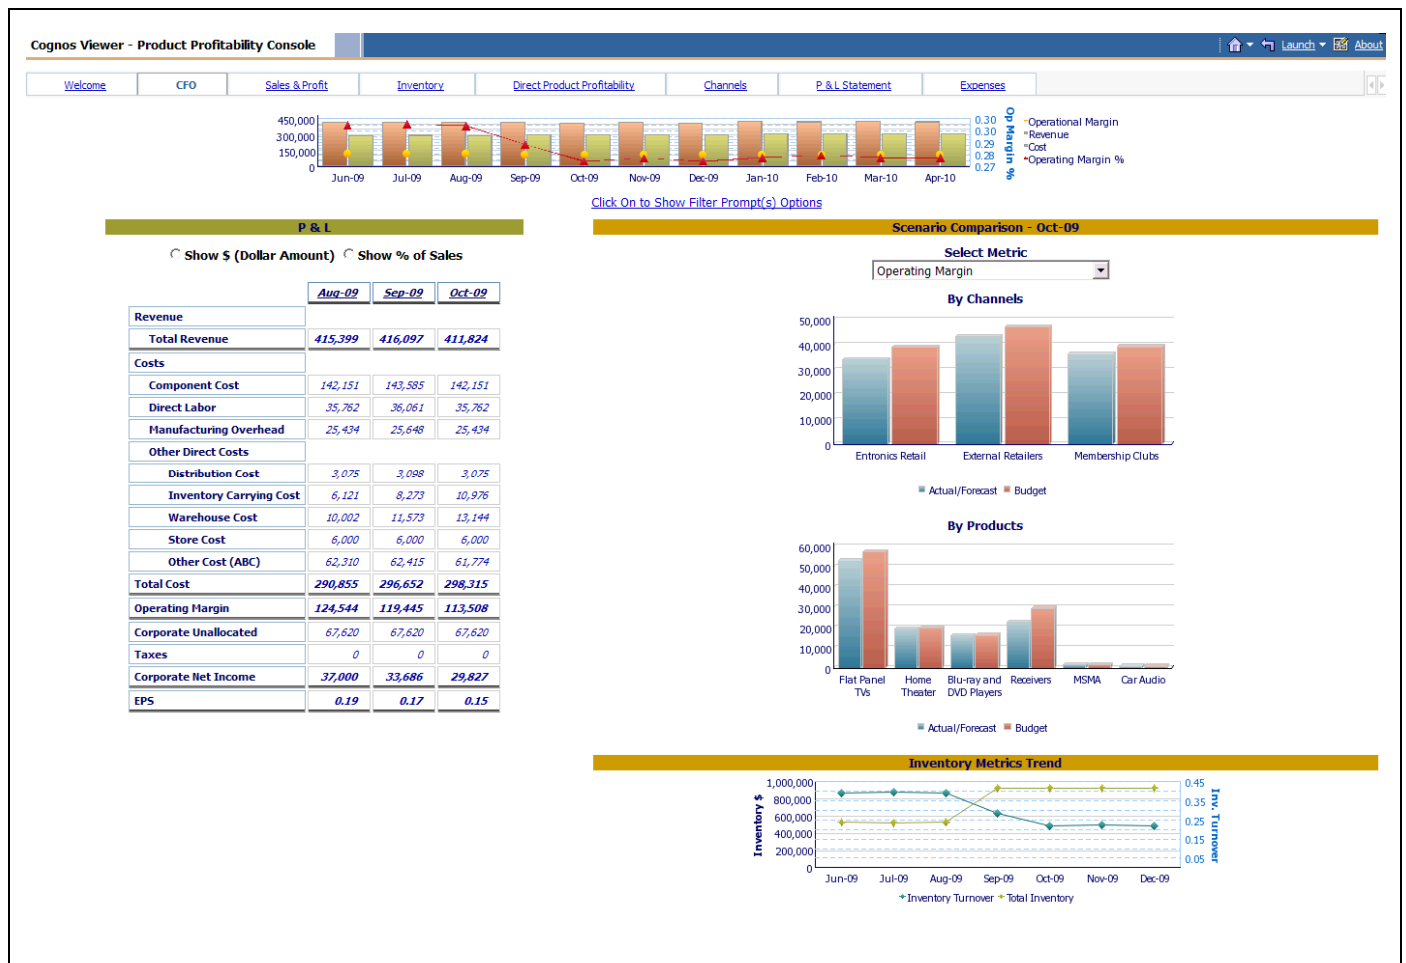 Cognos Viewer - Product Profitability Console
Launch About
Welcome CFO Sales & Profit Inventory Direct Product Profitability Channels P & L Statement Expenses
450,000
300,000
150,000
0
0.30
0.30
0.29
0.28
0.27
Op Margin %
Operational Margin
Revenue
Cost
Operating Margin %
Jun-09 Jul-09 Aug-09 Sep-09 Oct-09 Nov-09 Dec-09 Jan-10 Feb-10 Mar-10 Apr-10
Click On to Show Filter Prompt(s) Options
P & L
Show $ (Dollar Amount) Show % of Sales
Aug-09 Sep-09 Oct-09
Revenue
Total Revenue 415,399 416,097 411,824
Costs
Component Cost 142,151 143,585 142,151
Direct Labor 35,762 36,061 35,762
Manufacturing Overhead 25,434 25,648 25,434
Other Direct Costs
Distribution Cost 3,075 3,098 3,075
Inventory Carrying Cost 6,121 8,273 10,976
Warehouse Cost 10,002 11,573 13,144
Store Cost 6,000 6,000 6,000
Other Cost (ABC) 62,310 62,415 61,774
Total Cost 290,855 296,652 298,315
Operating Margin 124,544 119,445 113,508
Corporate Unallocated 67,620 67,620 67,620
Taxes 0 0 0
Corporate Net Income 37,000 33,686 29,827
EPS 0.19 0.17 0.15
Scenario Comparison - Oct-09
Select Metric
Operating Margin
By Channels
50,000
40,000
30,000
20,000
10,000
0
Entronics Retail External Retailers Membership Clubs
Actual/Forecast Budget
By Products
60,000
50,000
40,000
30,000
20,000
10,000
0
Flat Panel TVs Home Theater Blu-ray and DVD Players Receivers MSMA Car Audio
Actual/Forecast Budget
Inventory Metrics Trend
Inventory $
1,000,000
800,000
600,000
400,000
200,000
0
0.45
0.35
0.25
0.15
0.05
Inv. Turnover
Jun-09 Jul-09 Aug-09 Sep-09 Oct-09 Nov-09 Dec-09
Inventory Turnover Total Inventory